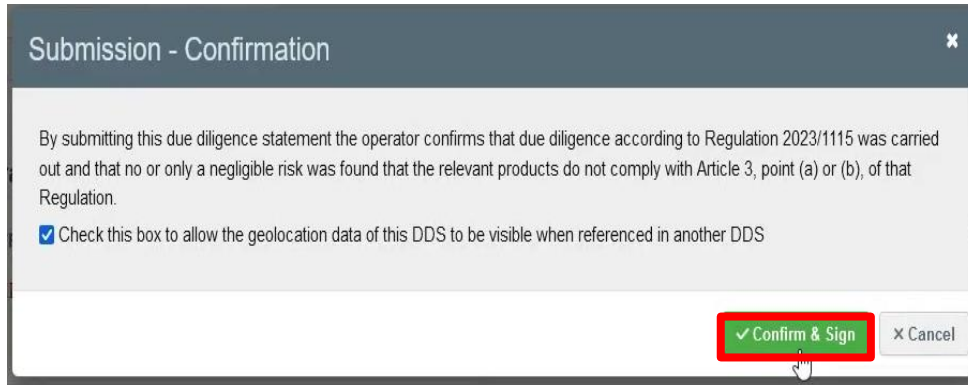 Submission - Confirmation
By submitting this due diligence statement the operator confirms that due diligence according to Regulation 2023/1115 was carried
out and that no or only a negligible risk was found that the relevant products do not comply with Article 3, point (a) or (b), of that
Regulation.
Check this box to allow the geolocation data of this DDS to be visible when referenced in another DDS
Confirm & Sign
Cancel